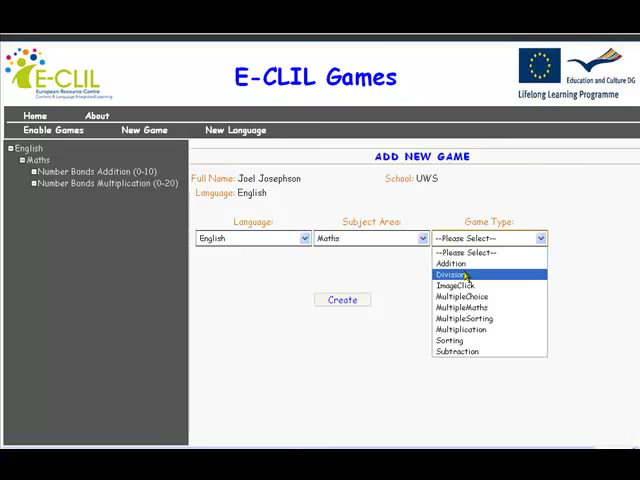 E-CLIL
European Resource Centre
Content & Language Integrated Learning
E-CLIL Games
Education and Culture DG
Lifelong Learning Programme
Home
About
Enable Games
New Game
New Language
English
Maths
Number Bonds Addition (0-10)
Number Bonds Multiplication (0-20)
ADD NEW GAME
Full Name: Joel Josephson
School: UWS
Language: English
Language:
Subject Area:
Game Type:
English
Maths
--Please Select--
--Please Select--
Addition
Division
ImageClick
MultipleChoice
MultipleMaths
MultipleSorting
Multiplication
Sorting
Subtraction
Create